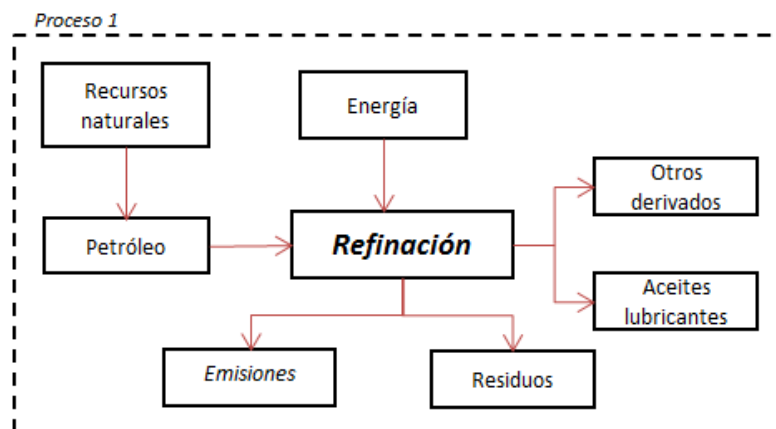 Proceso 1
Recursos
naturales
Energía
Otros
derivados
Petróleo
Refinación
Aceites
lubricantes
Emisiones
Residuos